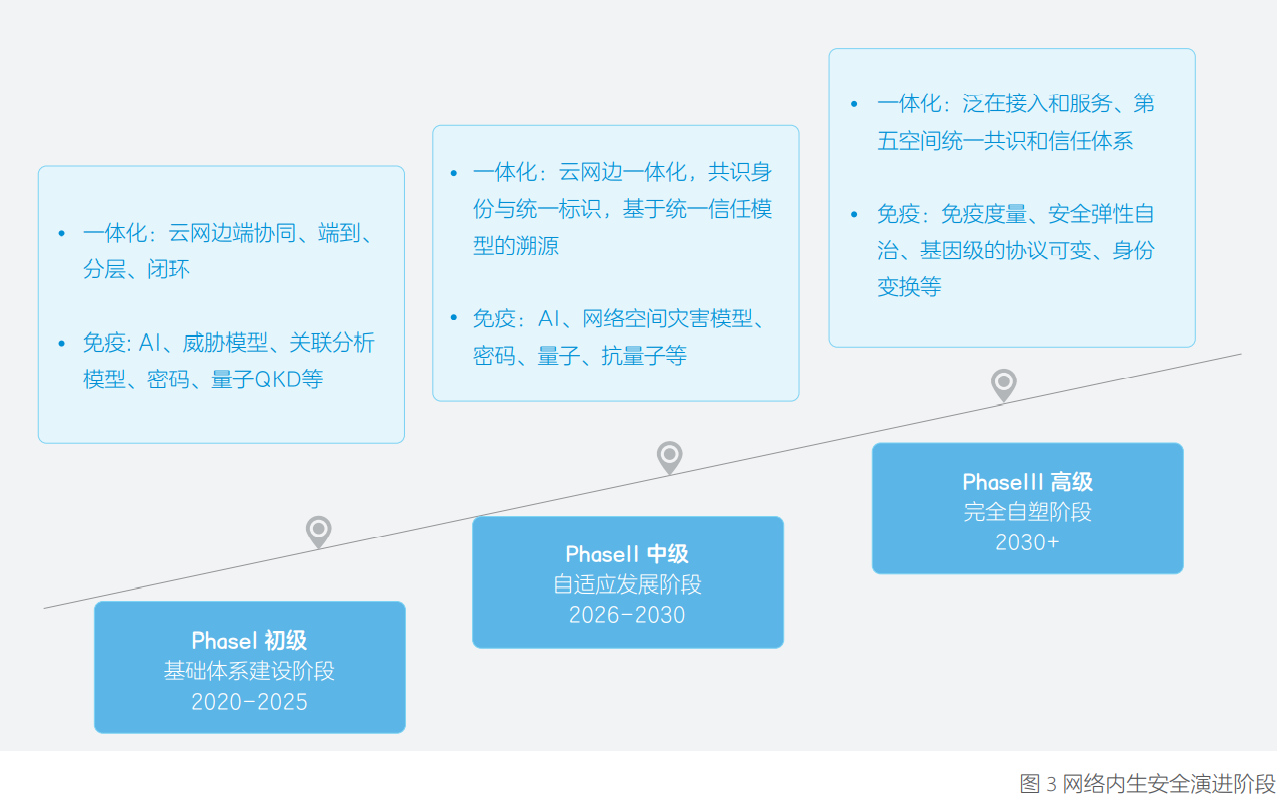 • 一体化：云网边端协同、端到、
分层、闭环
• 免疫: AI、威胁模型、关联分析
模型、密码、量子QKD等
• 一体化：云网边一体化，共识身
份与统一标识，基于统一信任模
型的溯源
• 免疫：AI、网络空间灾害模型、
密码、量子、抗量子等
• 一体化：泛在接入和服务、第
五空间统一共识和信任体系
• 免疫：免疫度量、安全弹性自
治、基因级的协议可变、身份
变换等
PhaseI 初级
基础体系建设阶段
2020-2025
PhaseII 中级
自适应发展阶段
2026-2030
PhaseIII 高级
完全自塑阶段
2030+
图 3 网络内生安全演进阶段